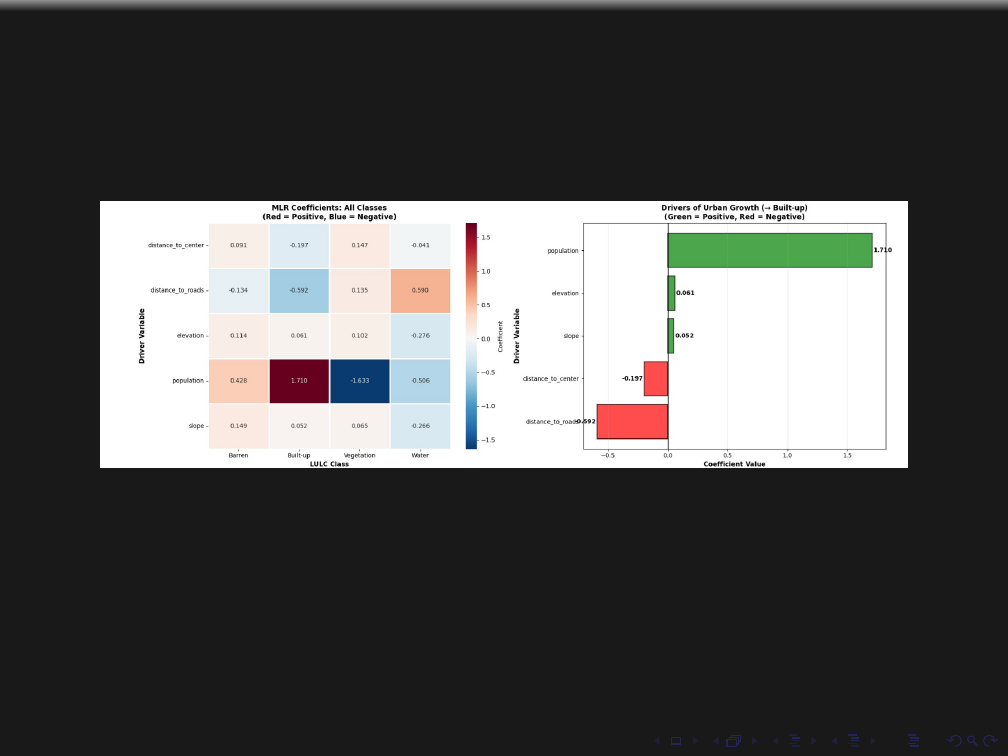 MLR Coefficients: All Classes
(Red = Positive, Blue = Negative)
Driver Variable
distance_to_center
0.091 -0.197 0.147 -0.041
distance_to_roads
-0.134 -0.592 0.135 0.590
elevation
0.114 0.061 0.102 -0.276
population
0.428 1.710 -1.633 -0.506
slope
0.149 0.052 0.065 -0.266
Barren Built-up Vegetation Water
LULC Class
1.5
1.0
0.5
0.0
−0.5
−1.0
−1.5
Coefficient
Drivers of Urban Growth (→ Built-up)
(Green = Positive, Red = Negative)
Driver Variable
population 1.710
elevation 0.061
slope 0.052
distance_to_center -0.197
distance_to_roads -0.592
−0.5 0.0 0.5 1.0 1.5
Coefficient Value